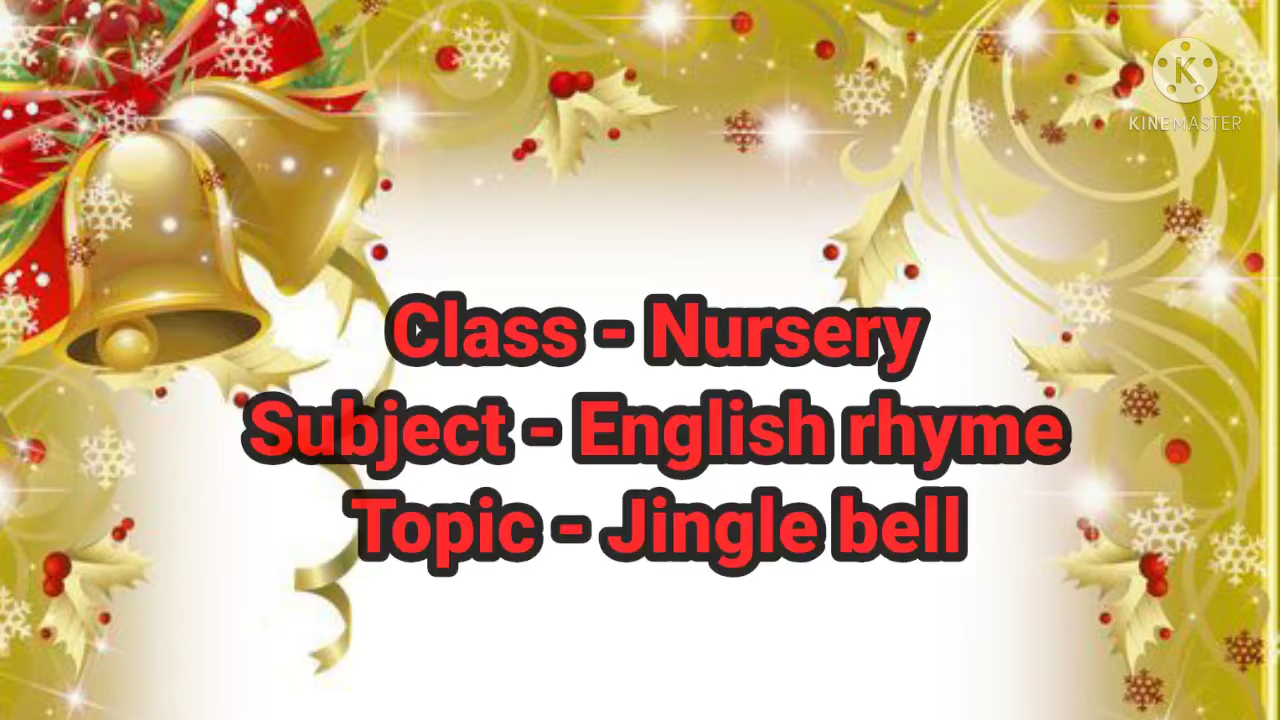 K
KINEMASTER
Class - Nursery
Subject - English rhyme
Topic - Jingle bell